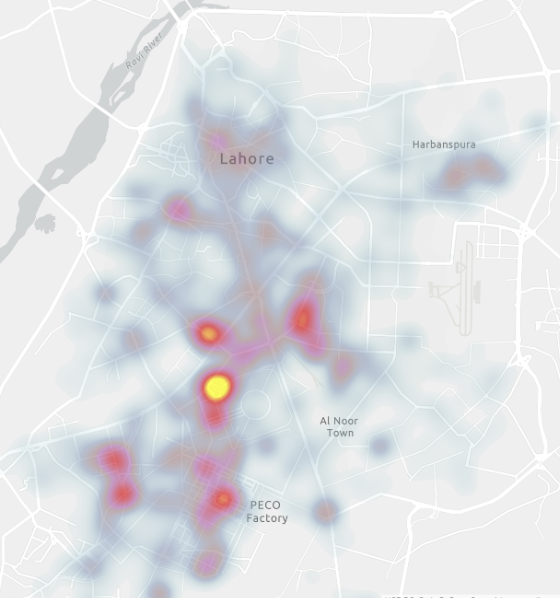 Ravi River
Harbanspura
Lahore
Al Noor
Town
PECO
Factory